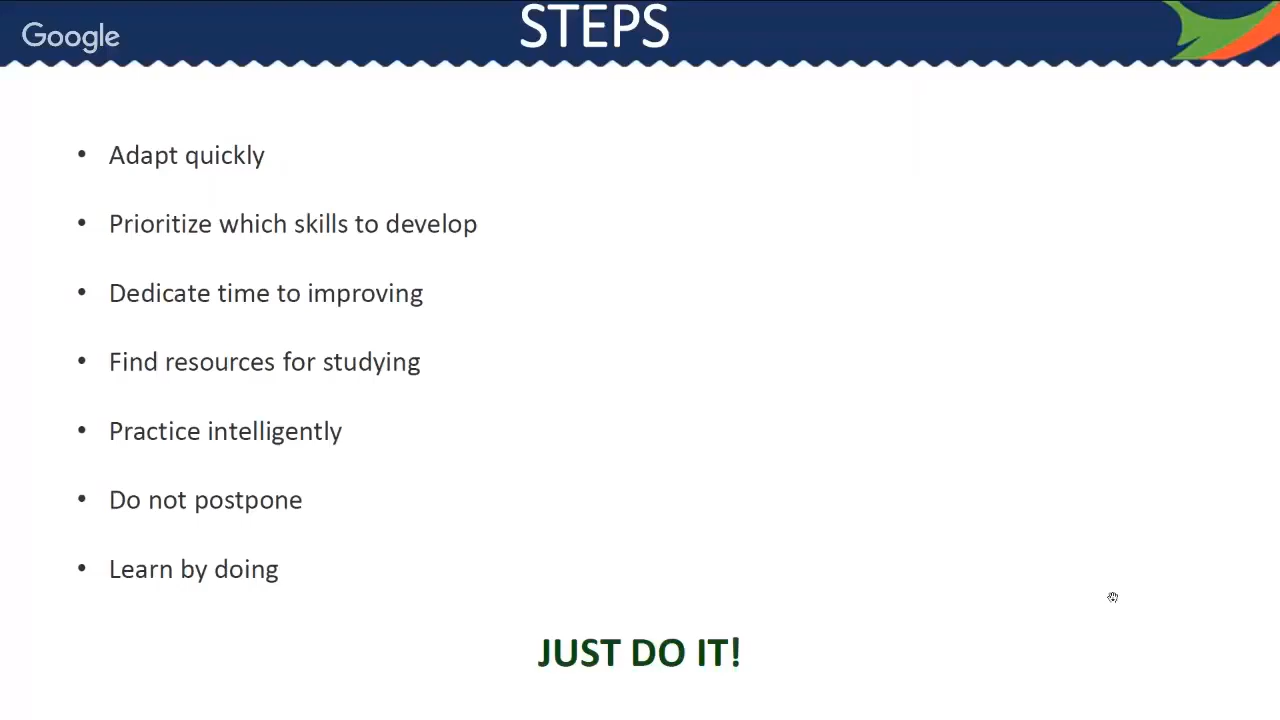 Google
STEPS
• Adapt quickly
• Prioritize which skills to develop
• Dedicate time to improving
• Find resources for studying
• Practice intelligently
• Do not postpone
• Learn by doing
JUST DO IT!